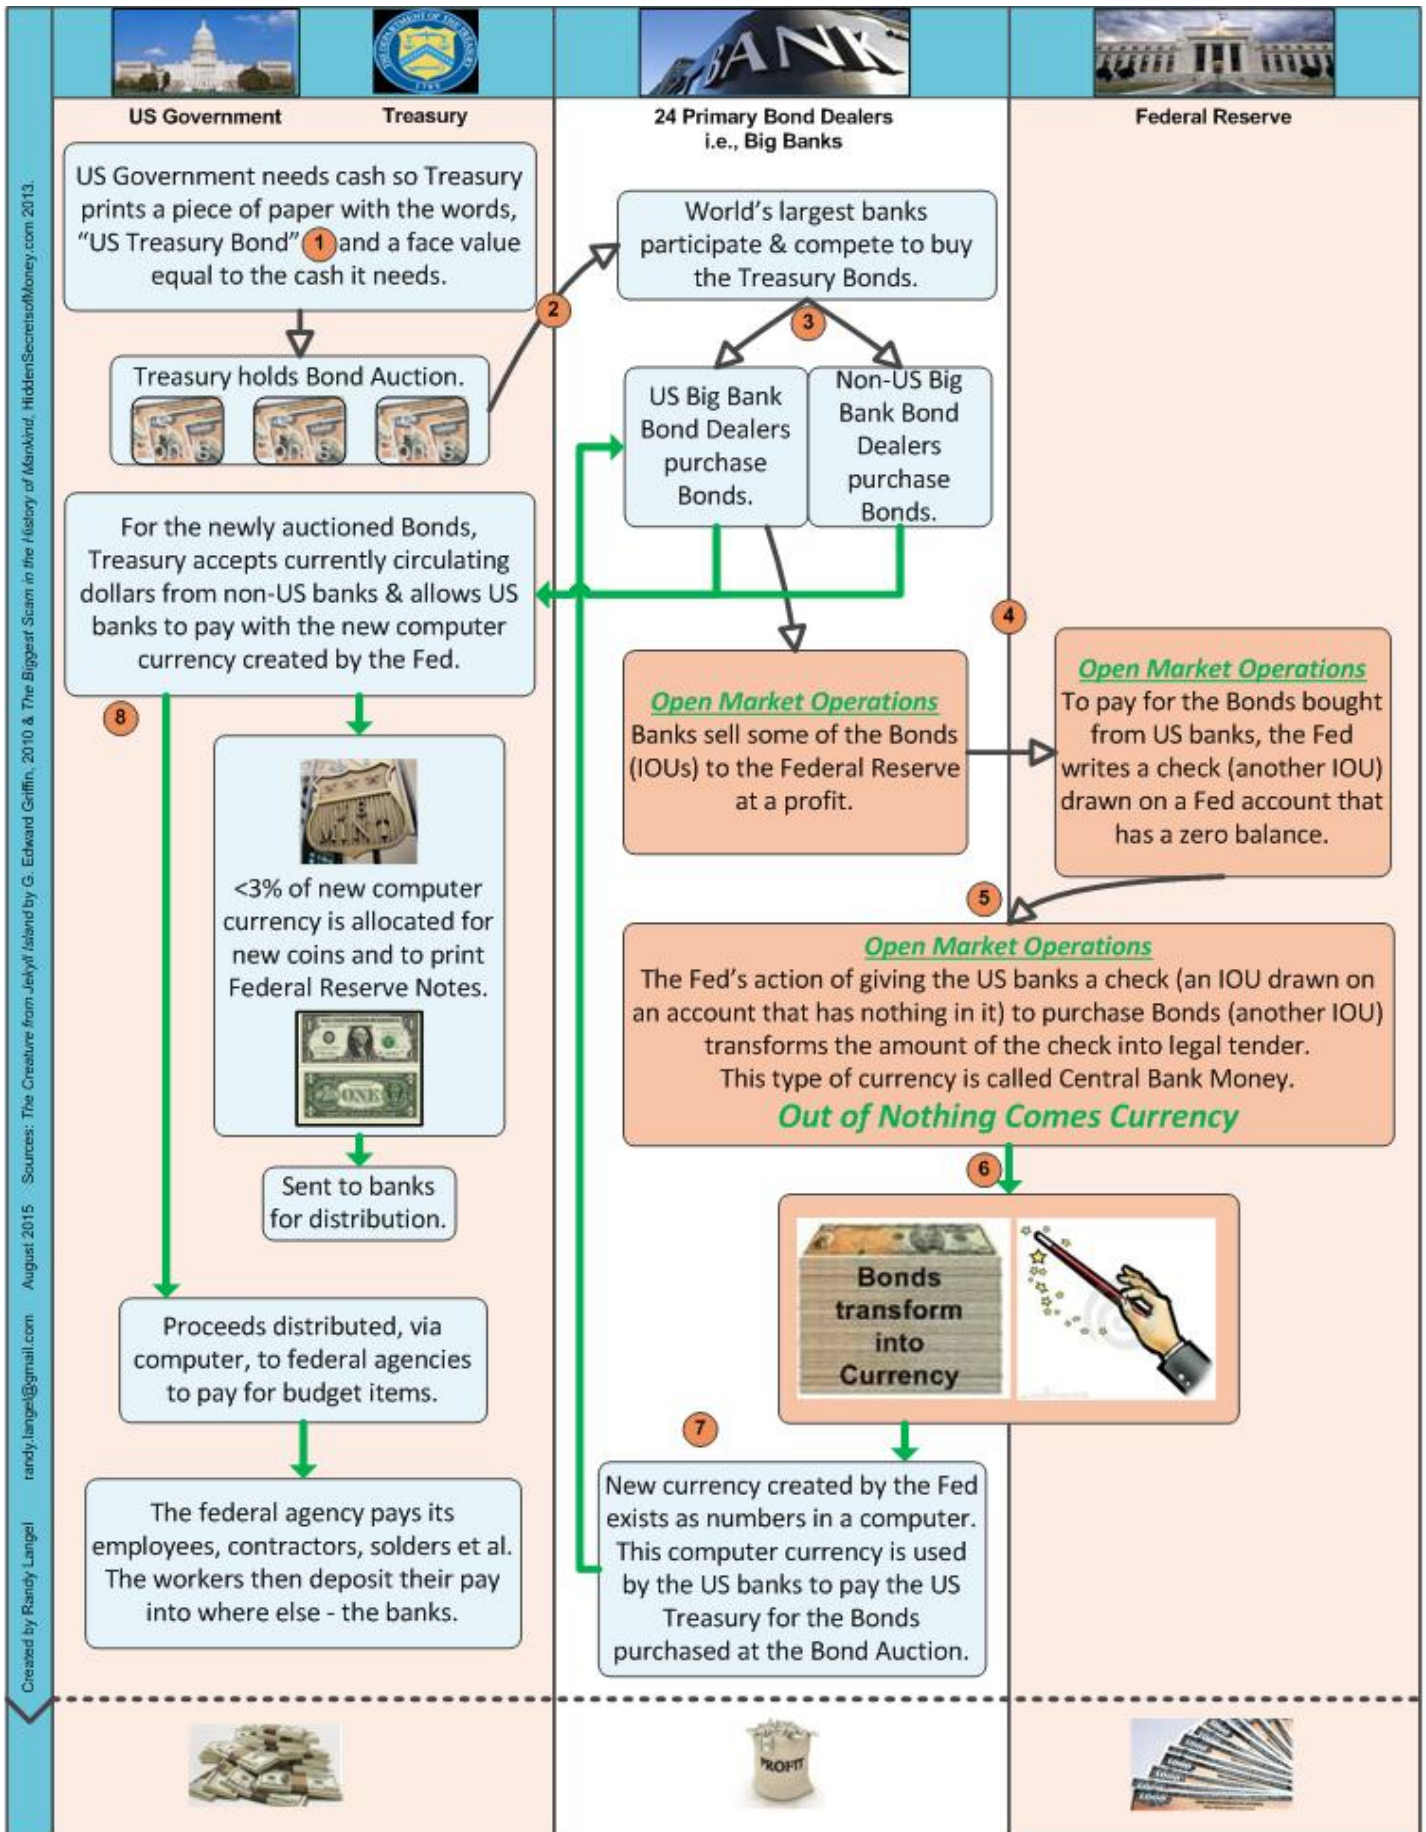 THE DEPARTMENT OF THE TREASURY
1789
BANK
US Government
Treasury
24 Primary Bond Dealers
i.e., Big Banks
Federal Reserve
US Government needs cash so Treasury
prints a piece of paper with the words,
“US Treasury Bond” 1 and a face value
equal to the cash it needs.
2
Treasury holds Bond Auction.
World’s largest banks
participate & compete to buy
the Treasury Bonds.
3
US Big Bank
Bond Dealers
purchase
Bonds.
Non-US Big
Bank Bond
Dealers
purchase
Bonds.
For the newly auctioned Bonds,
Treasury accepts currently circulating
dollars from non-US banks & allows US
banks to pay with the new computer
currency created by the Fed.
4
Open Market Operations
Banks sell some of the Bonds
(IOUs) to the Federal Reserve
at a profit.
Open Market Operations
To pay for the Bonds bought
from US banks, the Fed
writes a check (another IOU)
drawn on a Fed account that
has a zero balance.
5
Open Market Operations
The Fed’s action of giving the US banks a check (an IOU drawn on
an account that has nothing in it) to purchase Bonds (another IOU)
transforms the amount of the check into legal tender.
This type of currency is called Central Bank Money.
Out of Nothing Comes Currency
6
Bonds
transform
into
Currency
7
New currency created by the Fed
exists as numbers in a computer.
This computer currency is used
by the US banks to pay the US
Treasury for the Bonds
purchased at the Bond Auction.
8
U S
MINT
<3% of new computer
currency is allocated for
new coins and to print
Federal Reserve Notes.
ONE
Sent to banks
for distribution.
Proceeds distributed, via
computer, to federal agencies
to pay for budget items.
The federal agency pays its
employees, contractors, solders et al.
The workers then deposit their pay
into where else - the banks.
PROFIT
Created by Randy Langel randy.langel@gmail.com August 2015 Sources: The Creature from Jekyll Island by G. Edward Griffin, 2010 & The Biggest Scam in the History of Mankind, HiddenSecretsofMoney.com 2013.